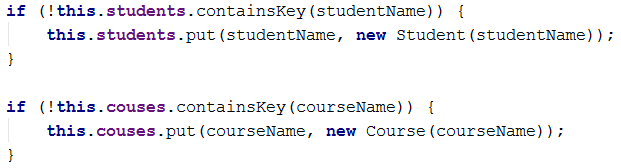 if (!this.students.containsKey(studentName)) {
    this.students.put(studentName, new Student(studentName));
}
if (!this.couses.containsKey(courseName)) {
    this.couses.put(courseName, new Course(courseName));
}